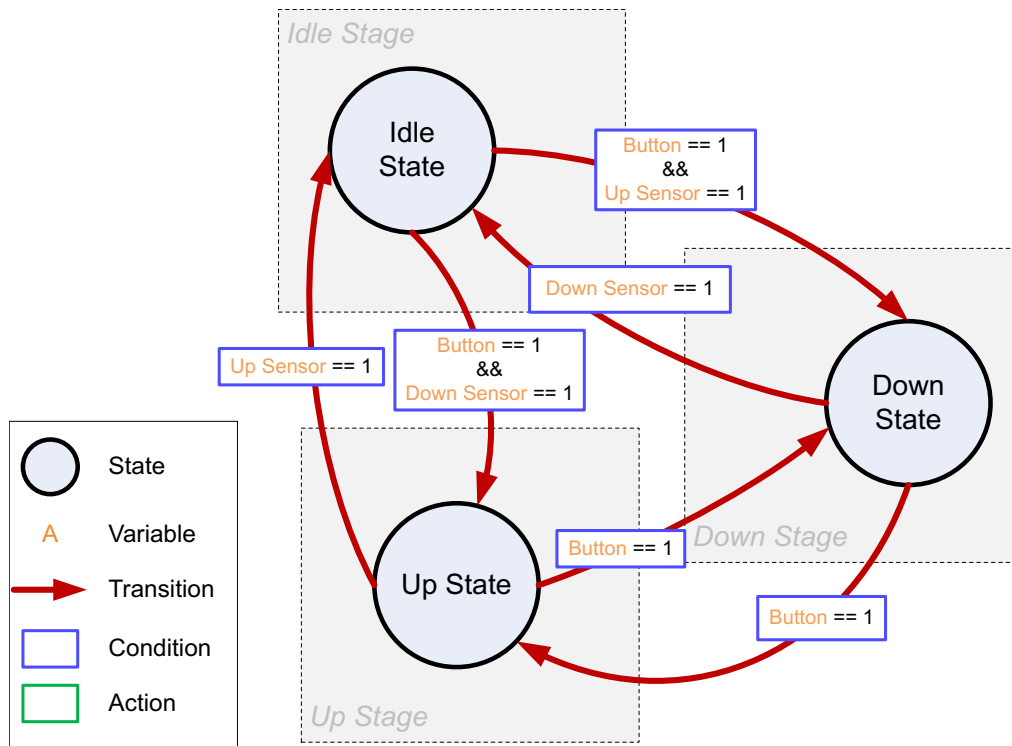 Idle Stage
Idle
State
Button == 1
&&
Up Sensor == 1
Down Sensor == 1
Up Sensor == 1
Button == 1
&&
Down Sensor == 1
Down
State
Down Stage
Button == 1
Up State
Button == 1
Up Stage
State
A Variable
Transition
Condition
Action